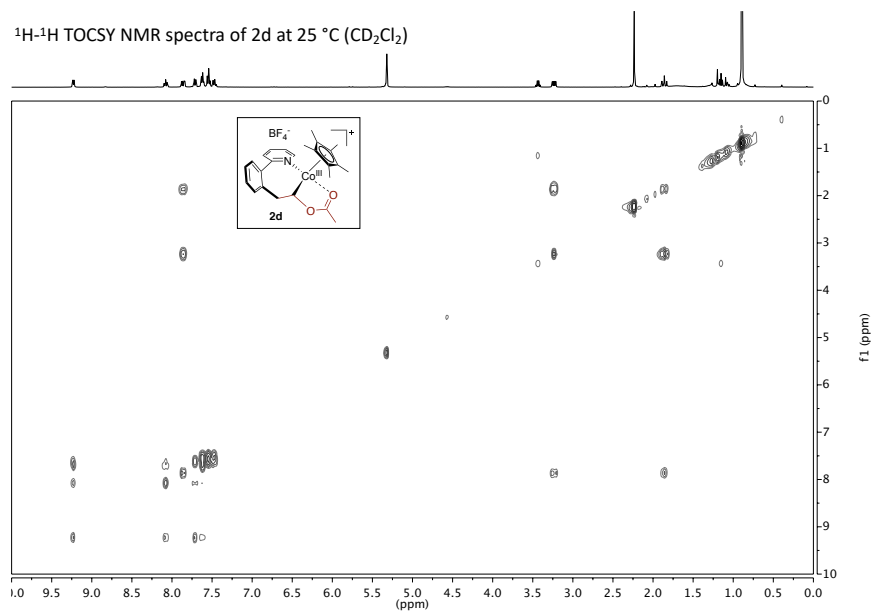 ¹H-¹H TOCSY NMR spectra of 2d at 25 °C (CD₂Cl₂)
BF₄⁻
+
N
Co^III
O
O
2d
0
1
2
3
4
5
6
7
8
9
10
f1 (ppm)
0.0 9.5 9.0 8.5 8.0 7.5 7.0 6.5 6.0 5.5 5.0 4.5 4.0 3.5 3.0 2.5 2.0 1.5 1.0 0.5 0.0
(ppm)